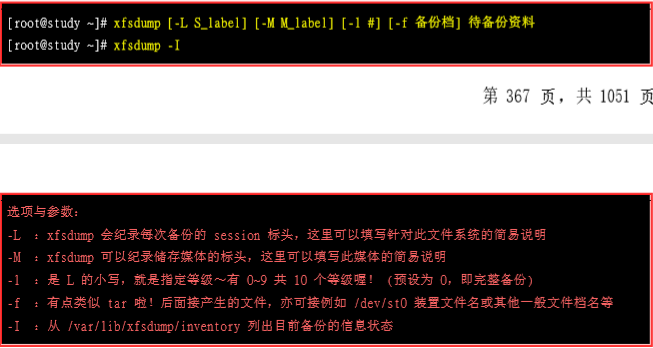 [root@study ~]# xfsdump [-L S_label] [-M M_label] [-l #] [-f 备份档] 待备份资料
[root@study ~]# xfsdump -I
第 367 页，共 1051 页
选项与参数：
-L ：xfsdump 会纪录每次备份的 session 标头，这里可以填写针对此文件系统的简易说明
-M ：xfsdump 可以纪录储存媒体的标头，这里可以填写此媒体的简易说明
-l ：是 L 的小写，就是指定等级～有 0~9 共 10 个等级喔！ (预设为 0，即完整备份)
-f ：有点类似 tar 啦！后面接产生的文件，亦可接例如 /dev/st0 装置文件名或其他一般文件档名等
-I ：从 /var/lib/xfsdump/inventory 列出目前备份的信息状态